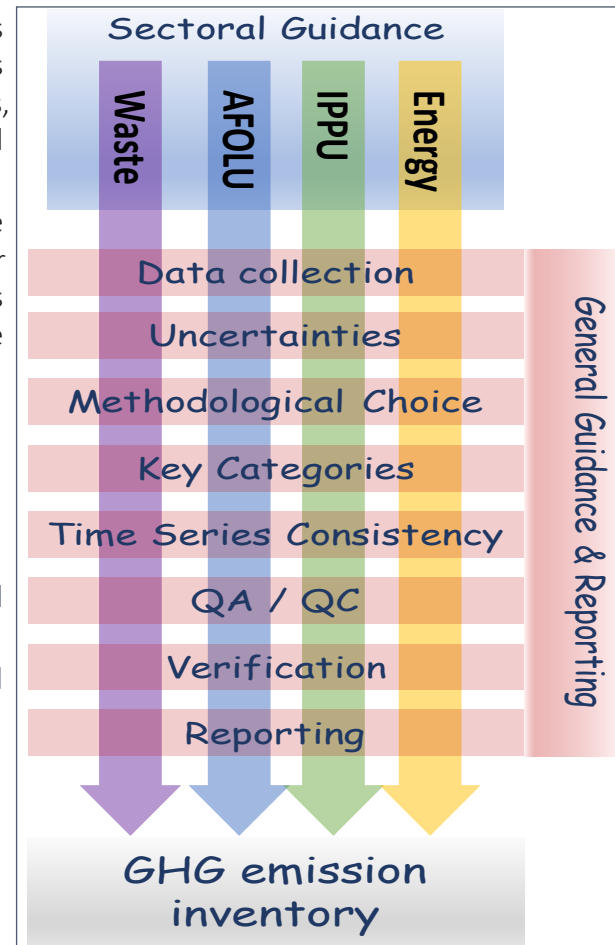 Sectoral Guidance
Waste
AFOLU
IPPU
Energy
Data collection
Uncertainties
Methodological Choice
Key Categories
Time Series Consistency
QA / QC
Verification
Reporting
General Guidance & Reporting
GHG emission
inventory